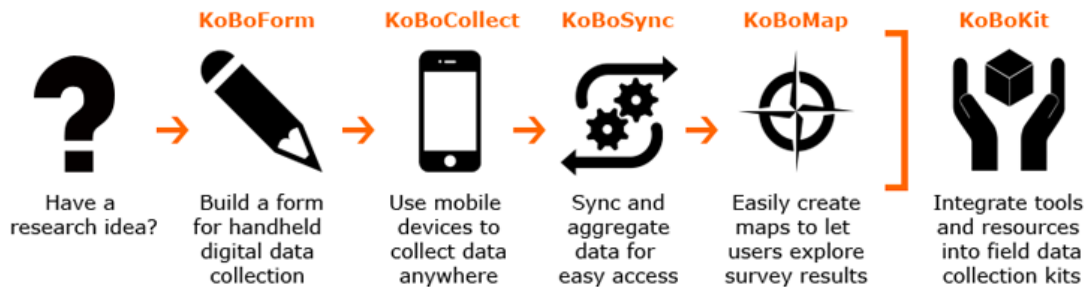 KoBoForm
KoBoCollect
KoBoSync
KoBoMap
KoBoKit
Have a
research idea?
Build a form
for handheld
digital data
collection
Use mobile
devices to
collect data
anywhere
Sync and
aggregate
data for
easy access
Easily create
maps to let
users explore
survey results
Integrate tools
and resources
into field data
collection kits